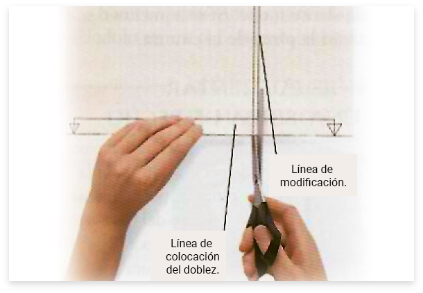 Línea de
modificación.
Línea de
colocación
del doblez.